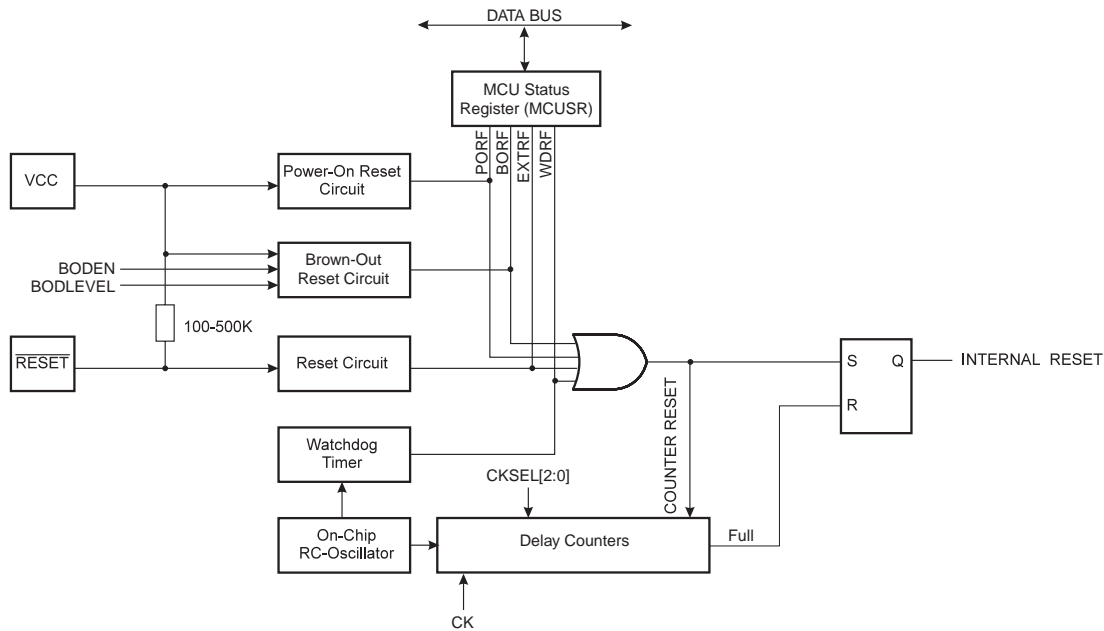 DATA BUS
MCU Status
Register (MCUSR)
PORF
BORF
EXTRF
WDRF
VCC
Power-On Reset
Circuit
BODEN
BODLEVEL
Brown-Out
Reset Circuit
100-500K
RESET
Reset Circuit
S
Q
R
INTERNAL RESET
COUNTER RESET
Watchdog
Timer
CKSEL[2:0]
On-Chip
RC-Oscillator
Delay Counters
Full
CK